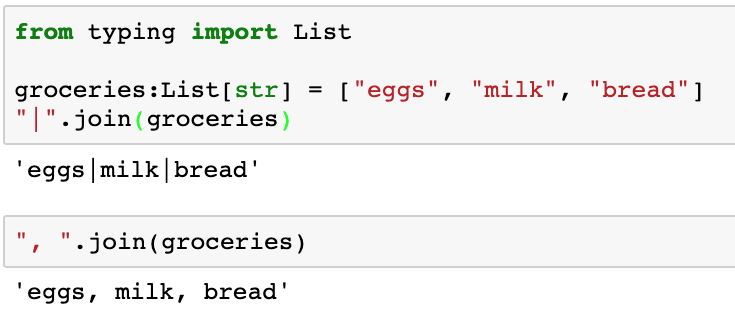 from typing import List
groceries:List[str] = ["eggs", "milk", "bread"]
"|".join(groceries)
'eggs|milk|bread'
", ".join(groceries)
'eggs, milk, bread'